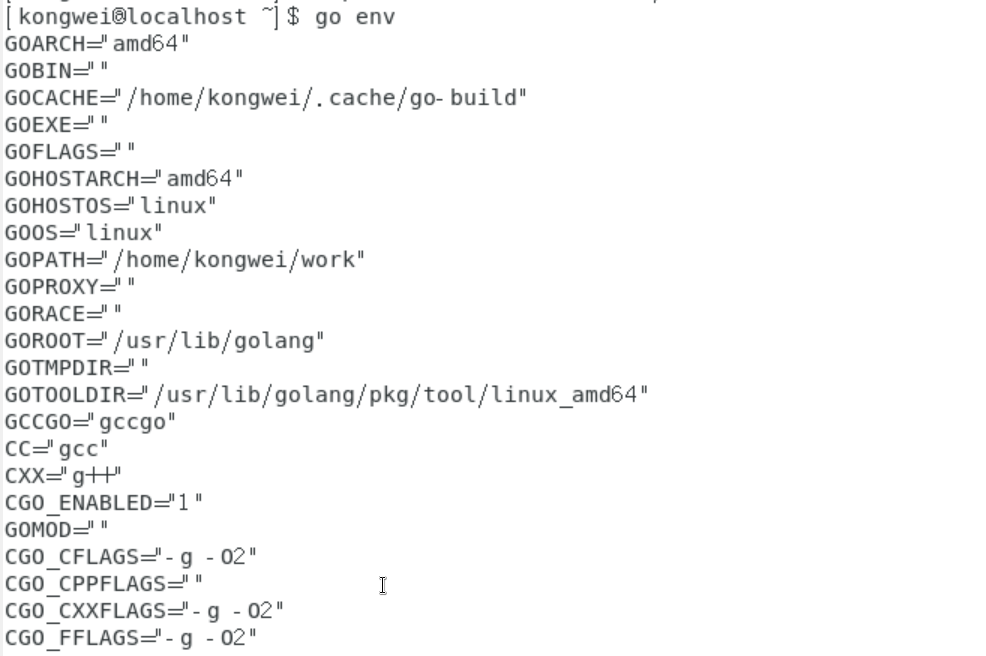 [kongwei@localhost ~]$ go env
GOARCH="amd64"
GOBIN=""
GOCACHE="/home/kongwei/.cache/go-build"
GOEXE=""
GOFLAGS=""
GOHOSTARCH="amd64"
GOHOSTOS="linux"
GOOS="linux"
GOPATH="/home/kongwei/work"
GOPROXY=""
GORACE=""
GOROOT="/usr/lib/golang"
GOTMPDIR=""
GOTOOLDIR="/usr/lib/golang/pkg/tool/linux_amd64"
GCCGO="gccgo"
CC="gcc"
CXX="g++"
CGO_ENABLED="1"
GOMOD=""
CGO_CFLAGS="-g -O2"
CGO_CPPFLAGS=""
CGO_CXXFLAGS="-g -O2"
CGO_FFLAGS="-g -O2"